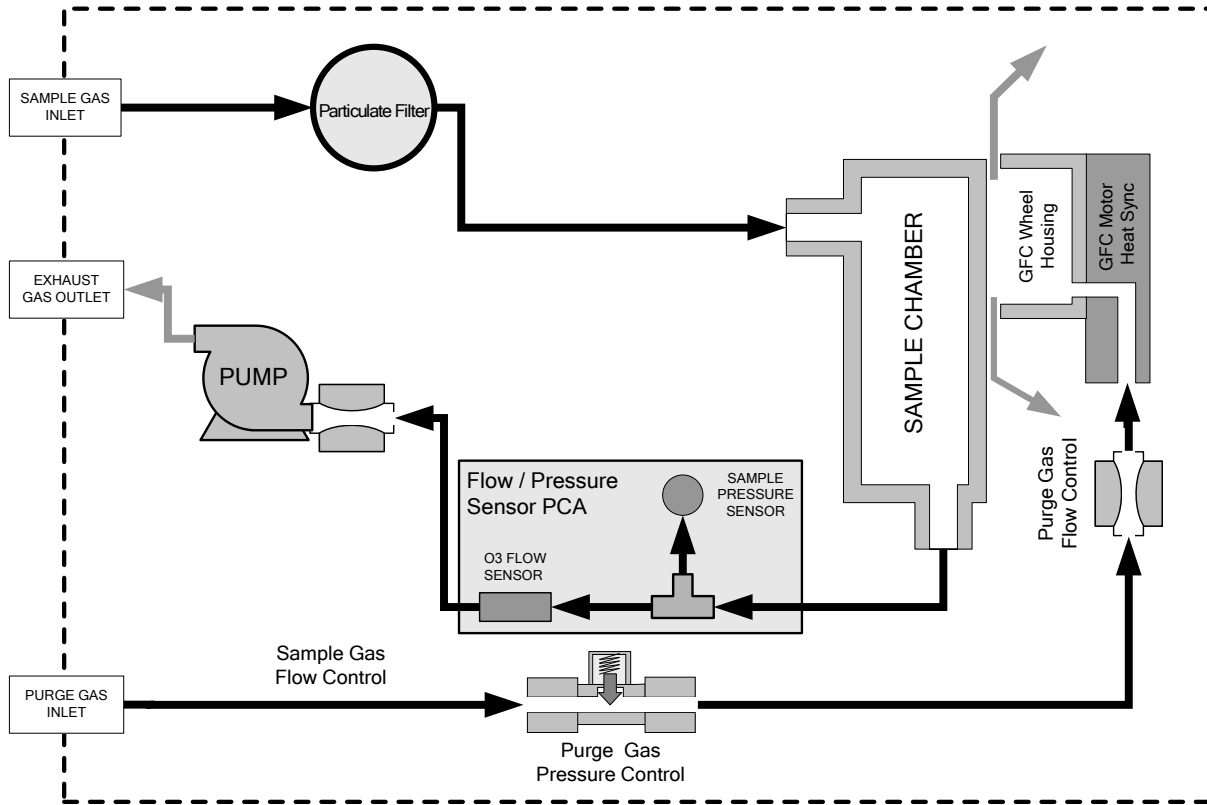 SAMPLE GAS
INLET
Particulate Filter
EXHAUST
GAS OUTLET
PUMP
SAMPLE CHAMBER
GFC Wheel
Housing
GFC Motor
Heat Sync
Flow / Pressure
Sensor PCA
SAMPLE
PRESSURE
SENSOR
O3 FLOW
SENSOR
Purge Gas
Flow Control
Sample Gas
Flow Control
PURGE GAS
INLET
Purge Gas
Pressure Control